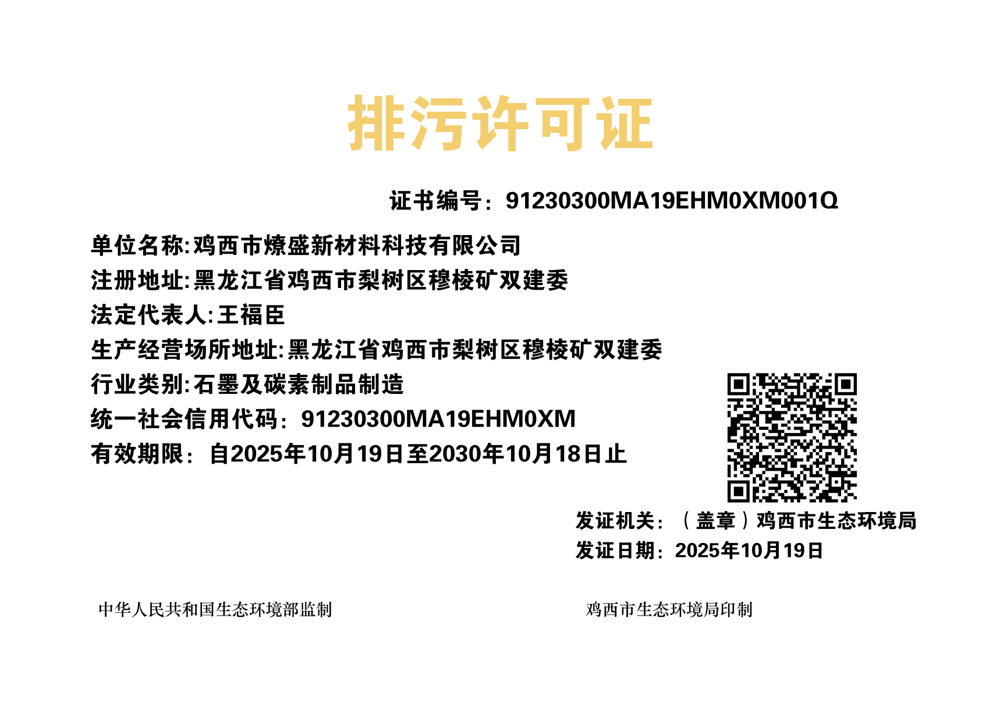 排污许可证
证书编号：91230300MA19EHM0XM001Q
单位名称:鸡西市燎盛新材料科技有限公司
注册地址:黑龙江省鸡西市梨树区穆棱矿双建委
法定代表人:王福臣
生产经营场所地址:黑龙江省鸡西市梨树区穆棱矿双建委
行业类别:石墨及碳素制品制造
统一社会信用代码：91230300MA19EHM0XM
有效期限：自2025年10月19日至2030年10月18日止
发证机关：（盖章）鸡西市生态环境局
发证日期：2025年10月19日
中华人民共和国生态环境部监制
鸡西市生态环境局印制